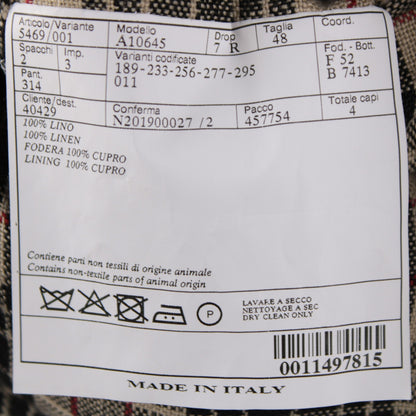 Articolo/Variante Modello Drop Taglia Coord.
5469/001 A10645 7 R 48
Spacchi Imp. Varianti codificate Fod. - Bott.
2 3 189-233-256-277-295 F 52
Part. 011 B 7413
314
Cliente/dest. Conferma Pacco Totale capi
40429 N201900027 /2 457754 4
100% LINO
100% LINEN
FODERA 100% CUPRO
LINING 100% CUPRO
Contiene parti non tessili di origine animale
Contains non-textile parts of animal origin
P
LAVARE A SECCO
NETTOYAGE A SEC
DRY CLEAN ONLY
0011497815
MADE IN ITALY